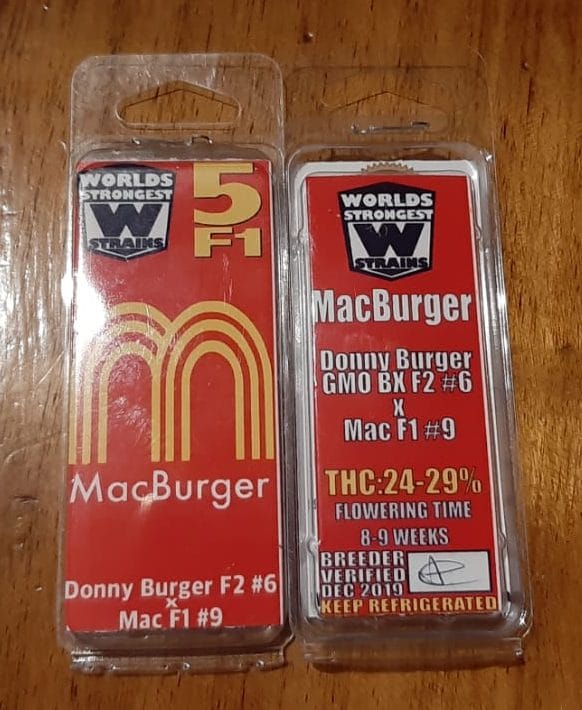 WORLDS
STRONGEST
W
STRAINS
5
F1
m
MacBurger
Donny Burger F2 #6
x
Mac F1 #9
WORLDS
STRONGEST
W
STRAINS
MacBurger
Donny Burger
GMO BX F2 #6
X
Mac F1 #9
THC:24-29%
FLOWERING TIME
8-9 WEEKS
BREEDER
VERIFIED
DEC 2019
KEEP REFRIGERATED